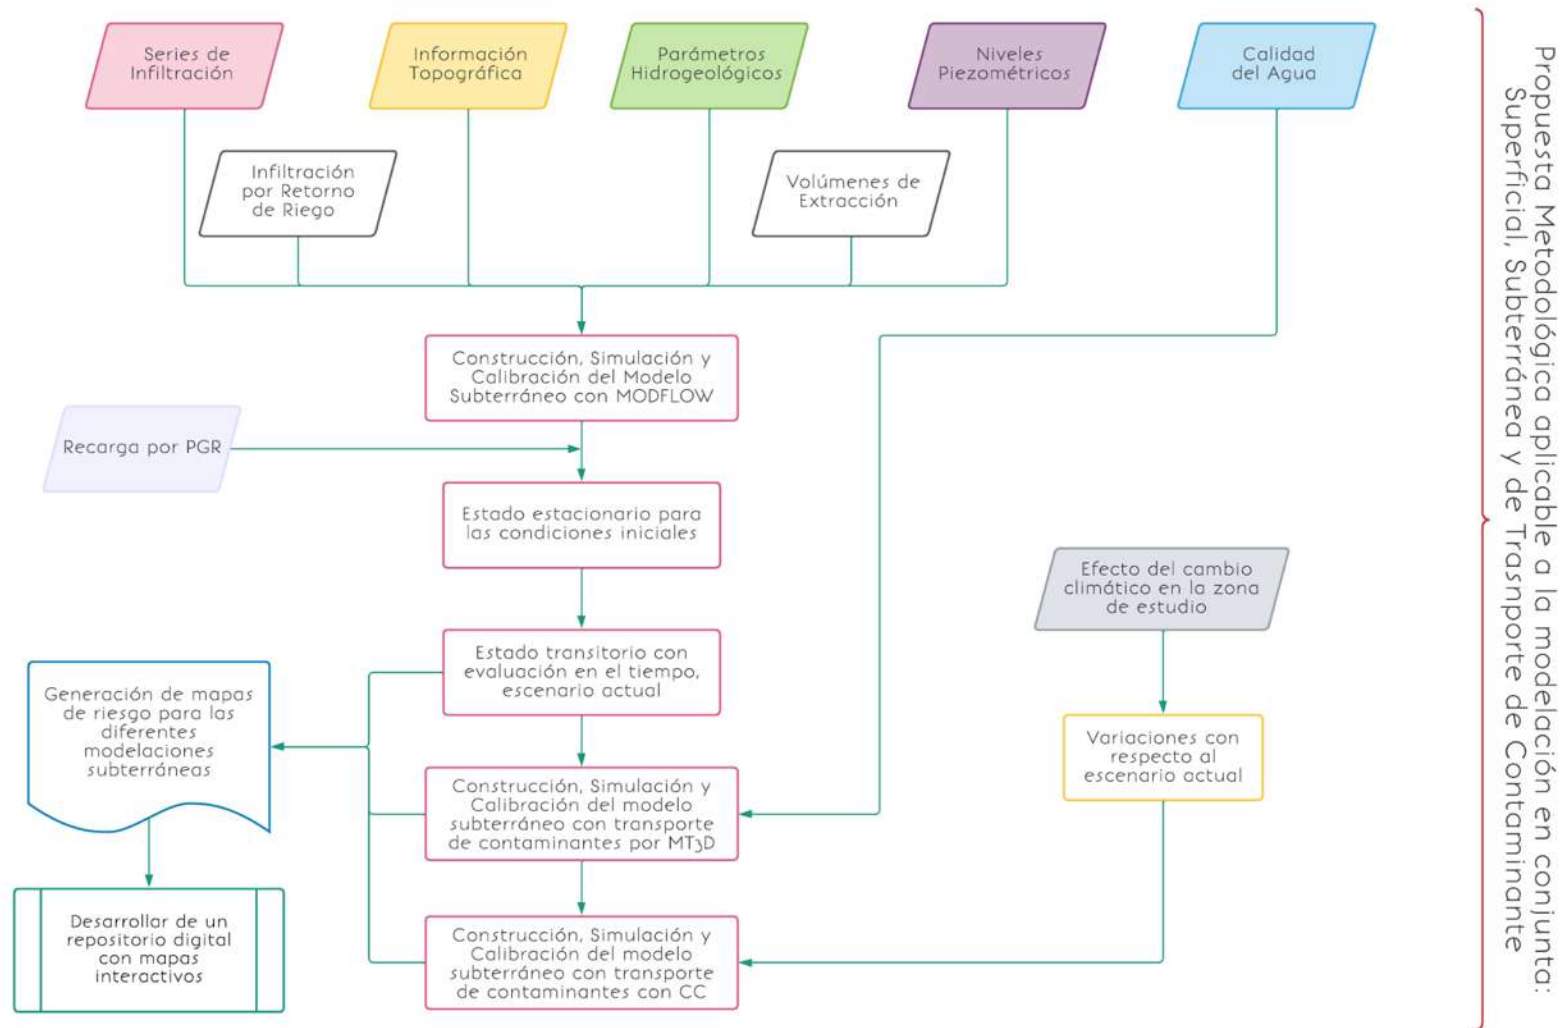 Series de
Infiltración
Información
Topográfica
Parámetros
Hidrogeológicos
Niveles
Piezométricos
Calidad
del Agua
Infiltración
por Retorno
de Riego
Volúmenes de
Extracción
Construcción, Simulación y
Calibración del Modelo
Subterráneo con MODFLOW
Recarga por PGR
Estado estacionario para
las condiciones iniciales
Efecto del cambio
climático en la zona
de estudio
Estado transitorio con
evaluación en el tiempo,
escenario actual
Generación de mapas
de riesgo para las
diferentes
modelaciones
subterráneas
Variaciones con
respecto al
escenario actual
Construcción, Simulación y
Calibración del modelo
subterráneo con transporte
de contaminantes por MT3D
Desarrollar de un
repositorio digital
con mapas
interactivos
Construcción, Simulación y
Calibración del modelo
subterráneo con transporte
de contaminantes con CC
Propuesta Metodológica aplicable a la modelación en conjunta:
Superficial, Subterránea y de Trasnporte de Contaminante